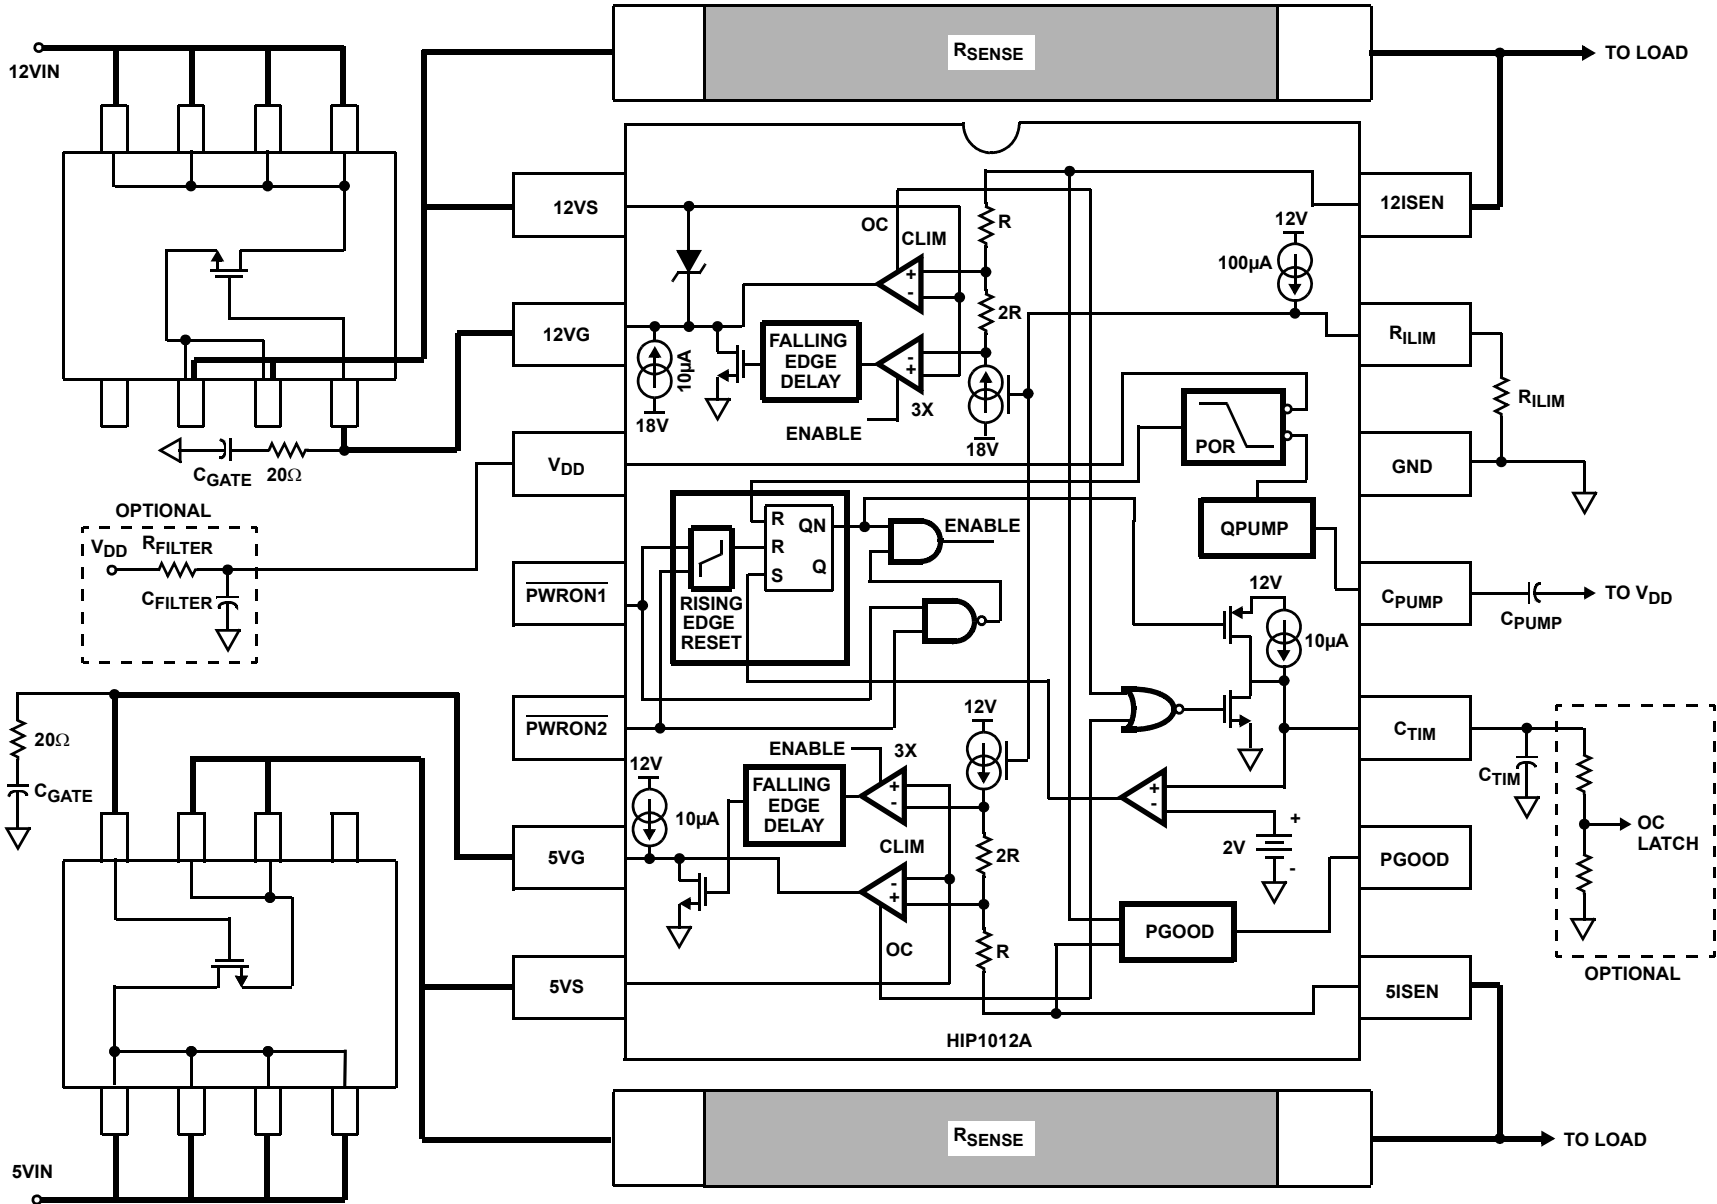 12VIN
RSENSE
TO LOAD
12VS
OC
CLIM
R
12V
100µA
12ISEN
2R
12VG
10µA
18V
FALLING
EDGE
DELAY
-
+
+
-
3X
ENABLE
18V
RILIM
RILIM
POR
CGATE
20Ω
VDD
GND
OPTIONAL
VDD
RFILTER
CFILTER
R
R
S
QN
Q
ENABLE
RISING
EDGE
RESET
QPUMP
PWRON1
12V
10µA
CPUMP
CPUMP
TO VDD
PWRON2
12V
CTIM
CTIM
20Ω
CGATE
12V
10µA
ENABLE
3X
FALLING
EDGE
DELAY
+
-
CLIM
2R
-
+
OC
R
+
-
2V
+
-
OC
LATCH
OPTIONAL
5VG
PGOOD
PGOOD
5VS
5ISEN
HIP1012A
RSENSE
TO LOAD
5VIN